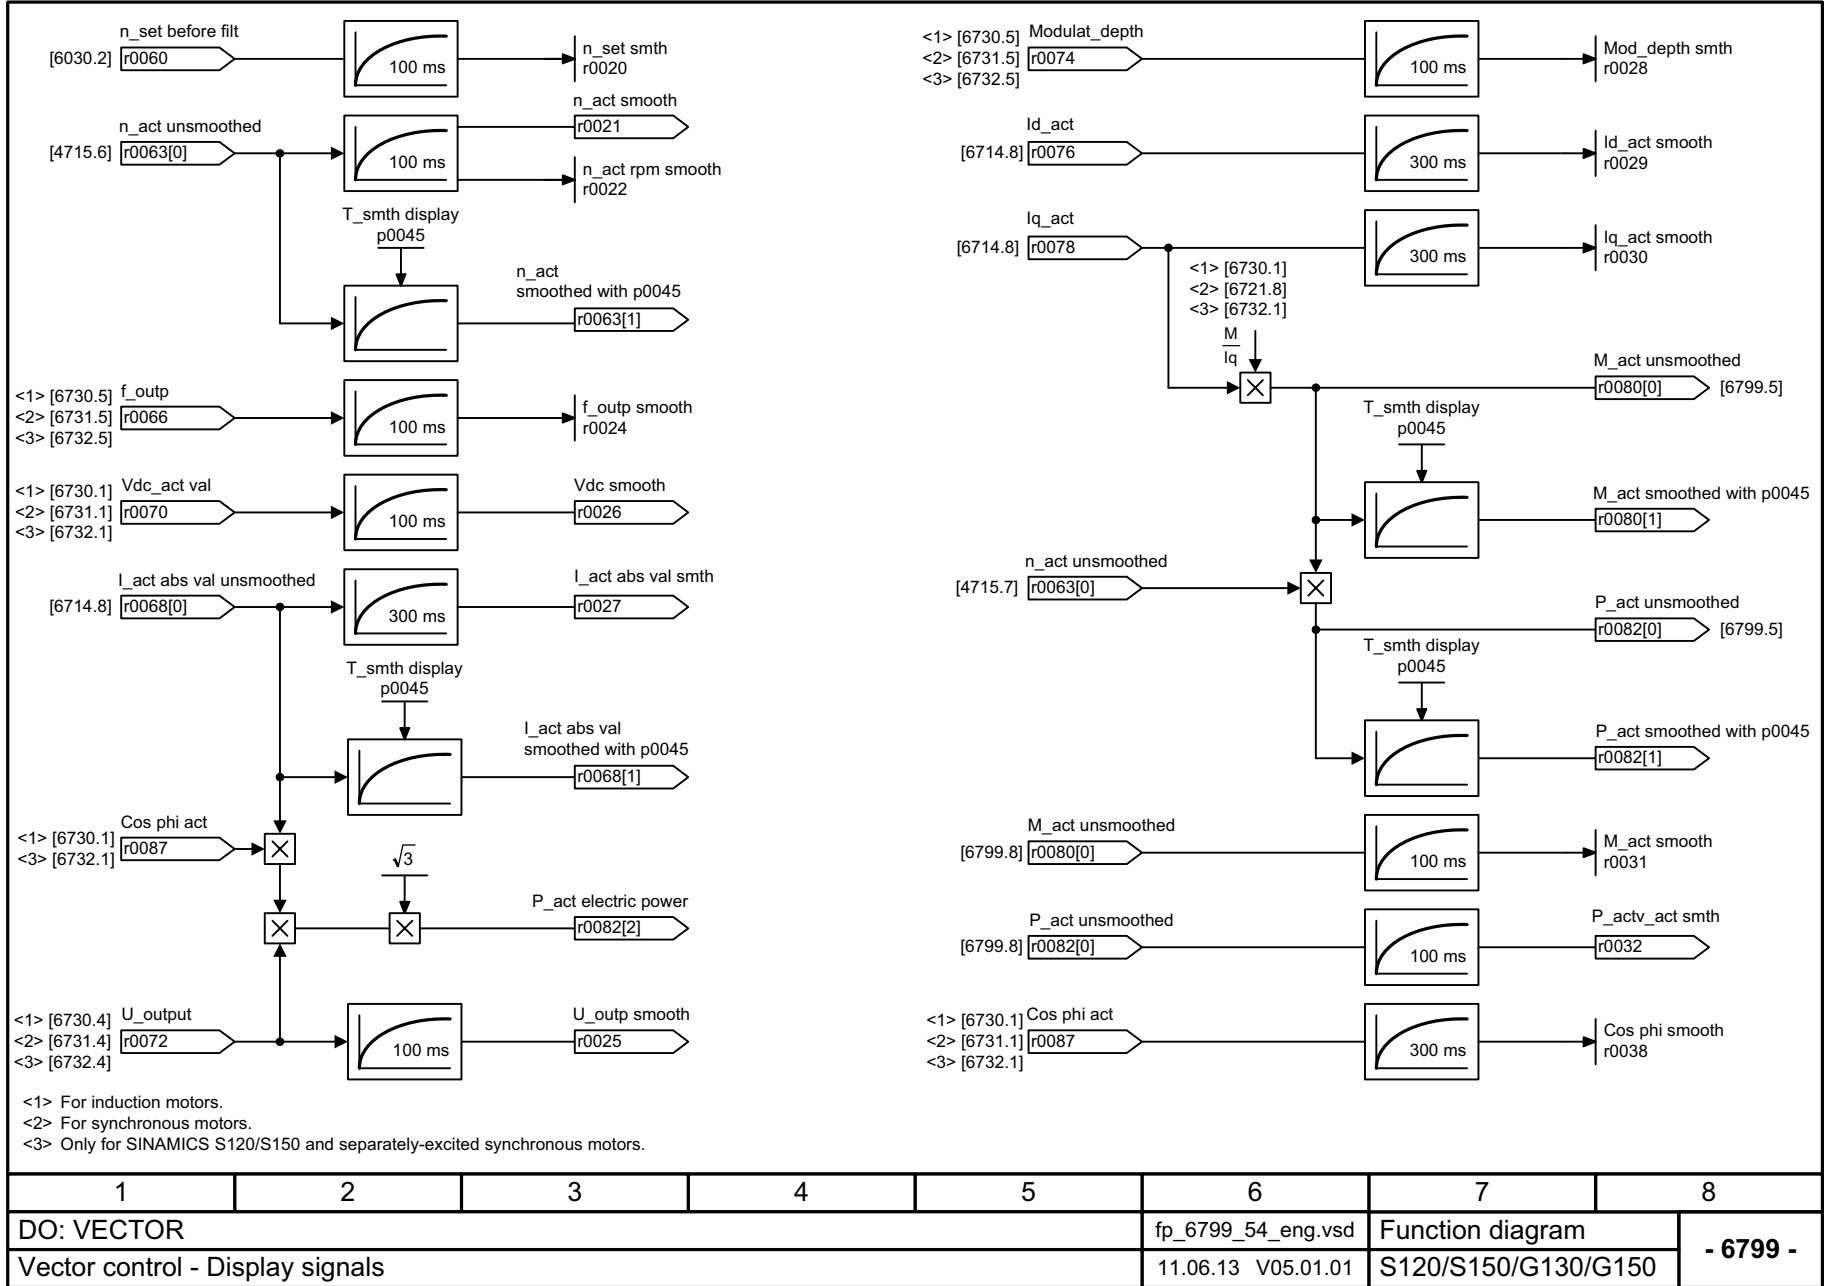 n_set before filt
[6030.2] r0060
100 ms
n_set smth
r0020
n_act unsmoothed
[4715.6] r0063[0]
100 ms
n_act smooth
r0021
n_act rpm smooth
r0022
T_smth display
p0045
n_act
smoothed with p0045
r0063[1]
<1> [6730.5] f_outp
<2> [6731.5] r0066
<3> [6732.5]
100 ms
f_outp smooth
r0024
<1> [6730.1] Vdc_act val
<2> [6731.1] r0070
<3> [6732.1]
100 ms
Vdc smooth
r0026
I_act abs val unsmoothed
[6714.8] r0068[0]
300 ms
I_act abs val smth
r0027
T_smth display
p0045
I_act abs val
smoothed with p0045
r0068[1]
Cos phi act
<1> [6730.1]
<3> [6732.1] r0087
√3
P_act electric power
r0082[2]
<1> [6730.4] U_output
<2> [6731.4] r0072
<3> [6732.4]
100 ms
U_outp smooth
r0025
<1> For induction motors.
<2> For synchronous motors.
<3> Only for SINAMICS S120/S150 and separately-excited synchronous motors.
<1> [6730.5] Modulat_depth
<2> [6731.5] r0074
<3> [6732.5]
100 ms
Mod_depth smth
r0028
Id_act
[6714.8] r0076
300 ms
Id_act smooth
r0029
Iq_act
[6714.8] r0078
300 ms
Iq_act smooth
r0030
<1> [6730.1]
<2> [6721.8]
<3> [6732.1]
M
Iq
M_act unsmoothed
r0080[0] [6799.5]
T_smth display
p0045
M_act smoothed with p0045
r0080[1]
n_act unsmoothed
[4715.7] r0063[0]
P_act unsmoothed
r0082[0] [6799.5]
T_smth display
p0045
P_act smoothed with p0045
r0082[1]
M_act unsmoothed
[6799.8] r0080[0]
100 ms
M_act smooth
r0031
P_act unsmoothed
[6799.8] r0082[0]
100 ms
P_actv_act smth
r0032
<1> [6730.1] Cos phi act
<2> [6731.1] r0087
<3> [6732.1]
300 ms
Cos phi smooth
r0038
1 2 3 4 5 6 7 8
DO: VECTOR
fp_6799_54_eng.vsd
Function diagram
- 6799 -
Vector control - Display signals
11.06.13 V05.01.01
S120/S150/G130/G150